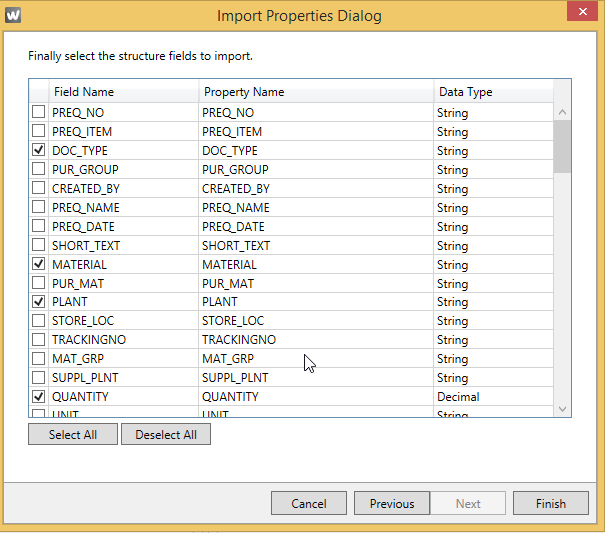 W
Import Properties Dialog
Finally select the structure fields to import.
Field Name Property Name Data Type
PREQ_NO PREQ_NO String
PREQ_ITEM PREQ_ITEM String
DOC_TYPE DOC_TYPE String
PUR_GROUP PUR_GROUP String
CREATED_BY CREATED_BY String
PREQ_NAME PREQ_NAME String
PREQ_DATE PREQ_DATE String
SHORT_TEXT SHORT_TEXT String
MATERIAL MATERIAL String
PUR_MAT PUR_MAT String
PLANT PLANT String
STORE_LOC STORE_LOC String
TRACKINGNO TRACKINGNO String
MAT_GRP MAT_GRP String
SUPPL_PLNT SUPPL_PLNT String
QUANTITY QUANTITY Decimal
UNIT UNIT String
Select All Deselect All
Cancel Previous Next Finish